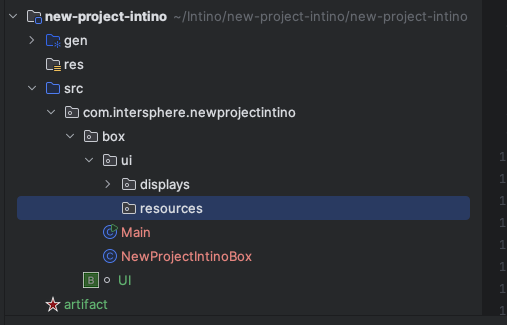 new-project-intino ~/Intino/new-project-intino/new-project-intino
gen
res
src
com.intersphere.newprojectintino
box
ui
displays
resources
Main
NewProjectIntinoBox
UI
artifact